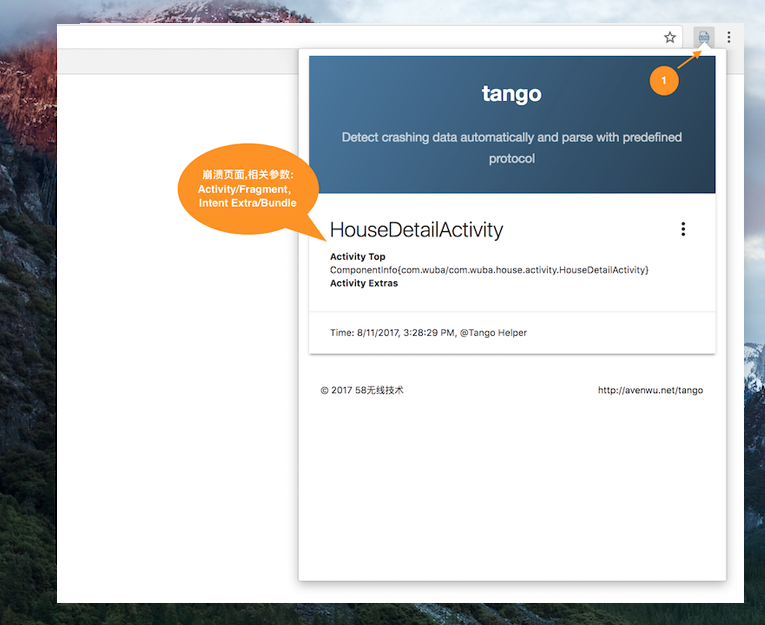 1
tango
Detect crashing data automatically and parse with predefined
protocol
崩溃页面,相关参数:
Activity/Fragment,
Intent Extra/Bundle
HouseDetailActivity
Activity Top
ComponentInfo{com.wuba/com.wuba.house.activity.HouseDetailActivity}
Activity Extras
Time: 8/11/2017, 3:28:29 PM, @Tango Helper
© 2017 58无线技术
http://avenwu.net/tango